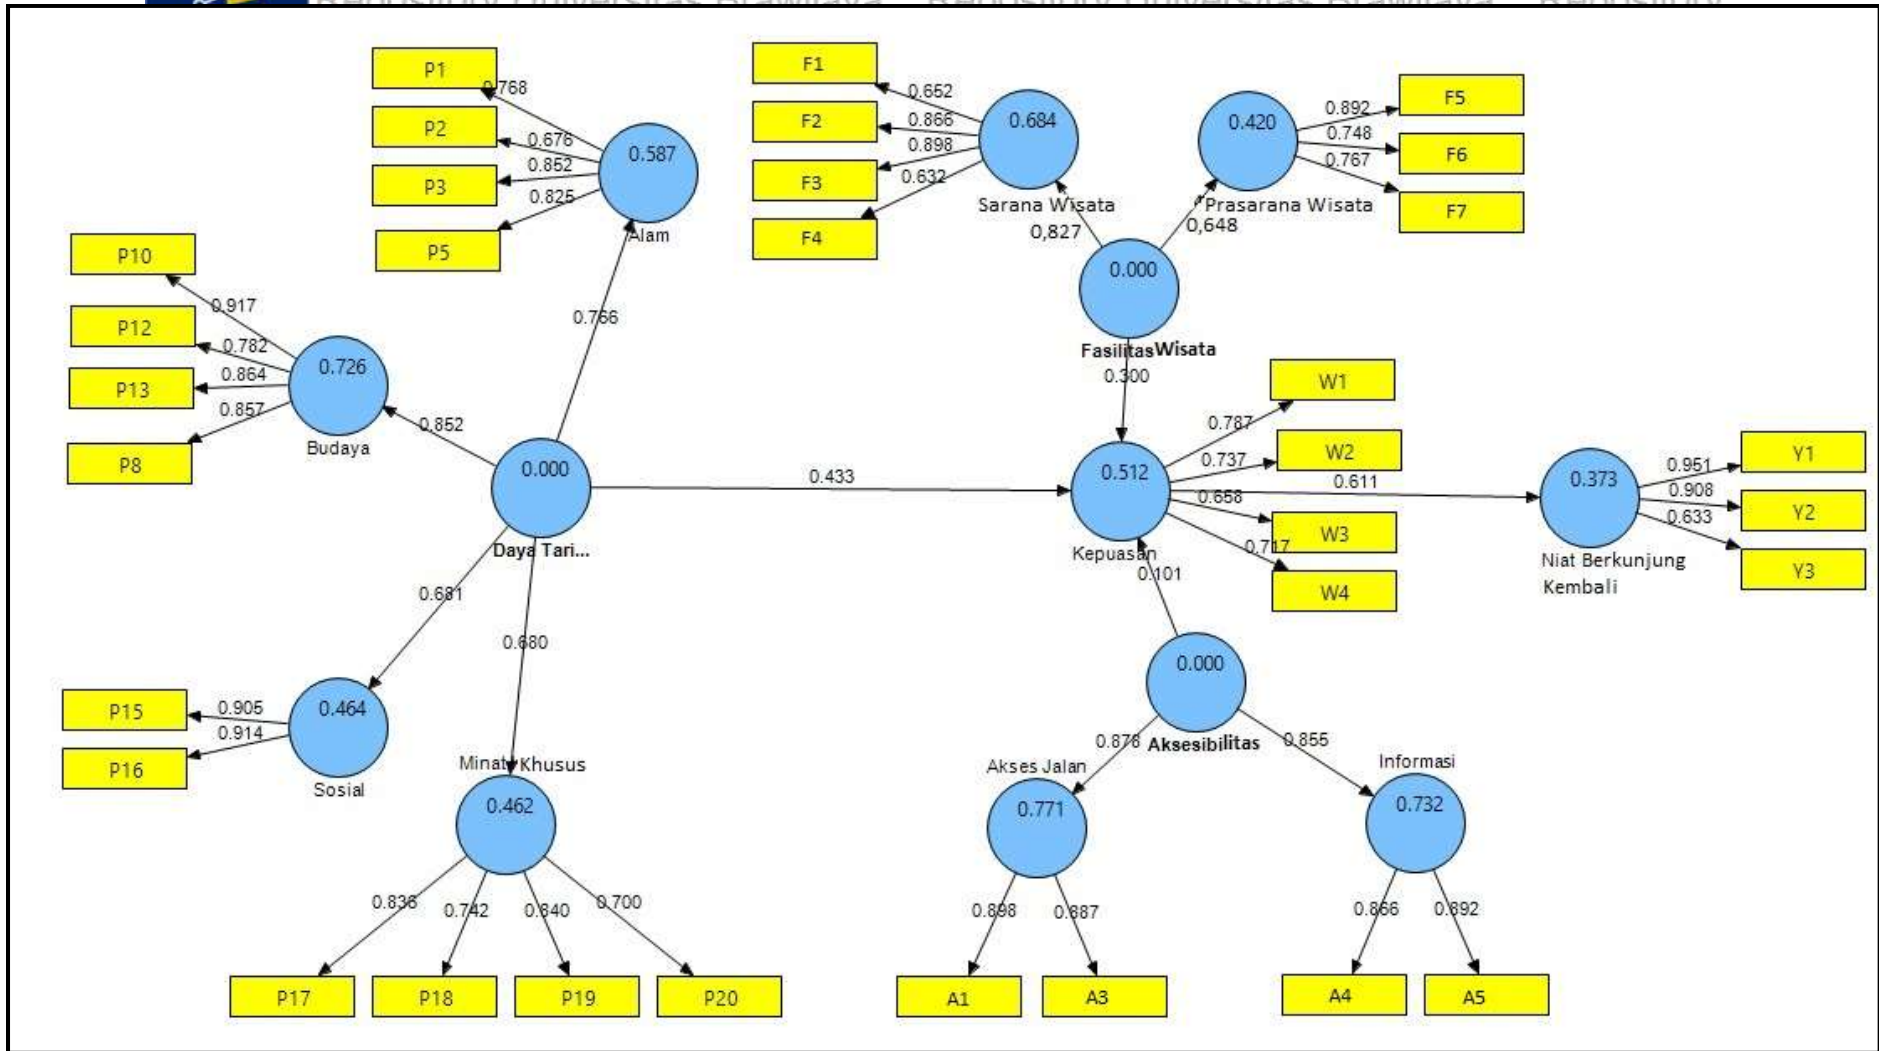 Repository Universitas Brawijaya Repository Universitas Brawijaya Repository
P1
0.768
P2
0.676
P3
0.852
P5
0.825
0.587
Alam
F1
0.652
F2
0.866
F3
0.898
F4
0.632
0.684
Sarana Wisata
0,827
0.420
Prasarana Wisata
0,648
0.892
F5
0.748
F6
0.767
F7
0.000
FasilitasWisata
0.300
P10
0.917
P12
0.782
P13
0.864
P8
0.857
0.726
Budaya
0.852
0.766
0.000
Daya Tari...
0.433
0.512
Kepuasan
0.787
W1
0.737
W2
0.658
W3
0.717
W4
0.611
0.373
Niat Berkunjung
Kembali
0.951
Y1
0.908
Y2
0.633
Y3
0.101
0.681
0.680
P15
0.905
P16
0.914
0.464
Sosial
Minat Khusus
0.462
0.836
0.742
0.840
0.700
P17
P18
P19
P20
0.000
Aksesibilitas
0.878
0.855
Akses Jalan
0.771
Informasi
0.732
0.898
0.887
0.866
0.892
A1
A3
A4
A5